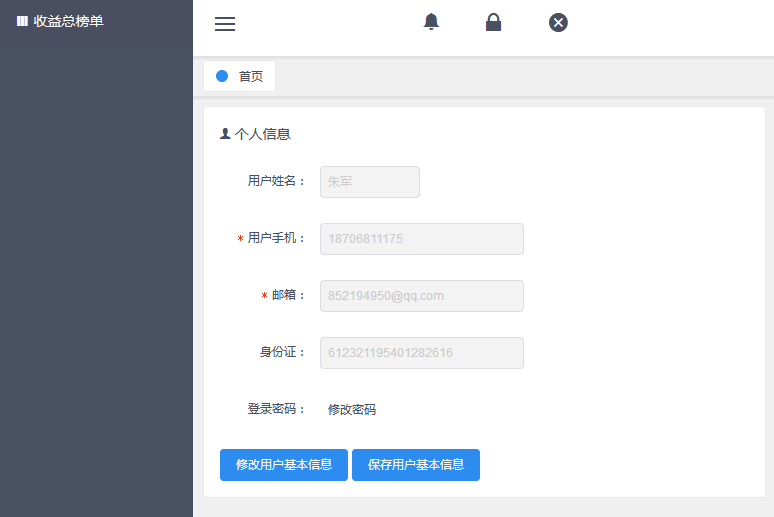 收益总榜单
首页
个人信息
用户姓名： 朱军
* 用户手机： 18706811175
* 邮箱： 852194950@qq.com
身份证： 612321195401282616
登录密码： 修改密码
修改用户基本信息 保存用户基本信息